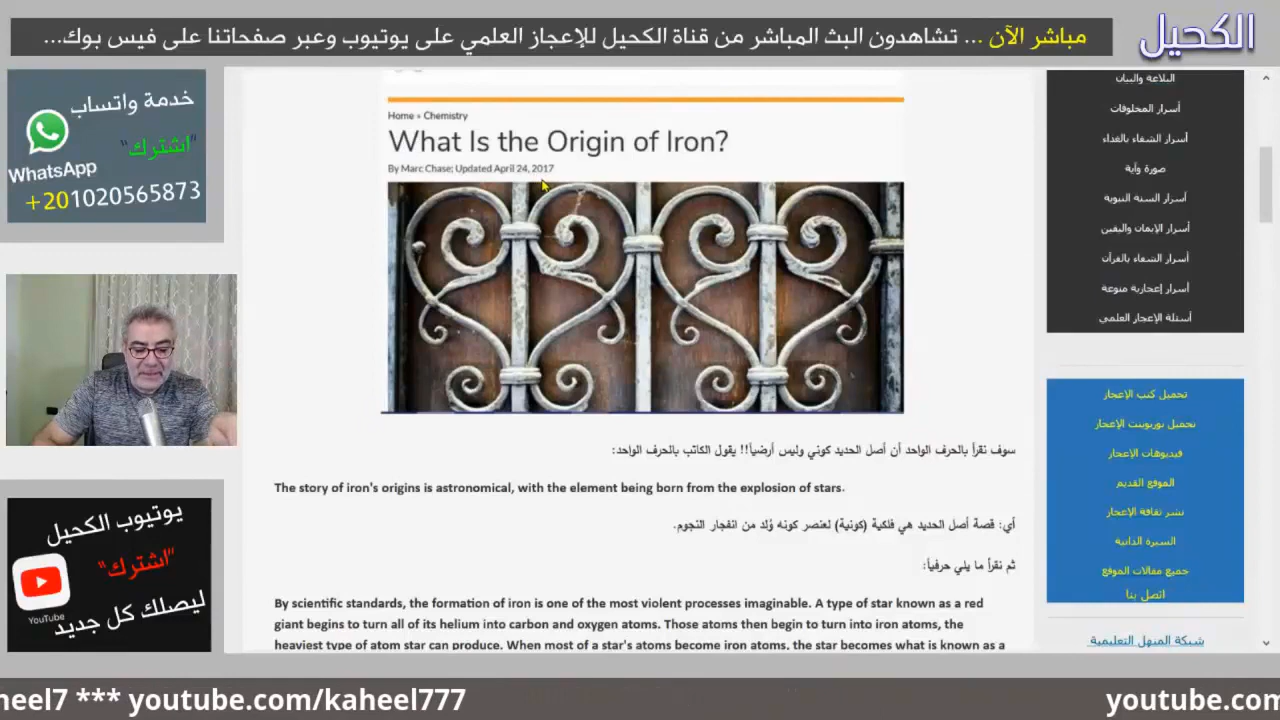 الكحيل
مباشر الآن ... تشاهدون البث المباشر من قناة الكحيل للإعجاز العلمي على يوتيوب وعبر صفحاتنا على فيس بوك...
خدمة واتساب
"اشترك"
WhatsApp
+201020565873
Home » Chemistry
What Is the Origin of Iron?
By Marc Chase; Updated April 24, 2017
سوف نقرأ بالحرف الواحد أن أصل الحديد كوني وليس أرضياً!! يقول الكاتب بالحرف الواحد:
The story of iron's origins is astronomical, with the element being born from the explosion of stars.
أي: قصة أصل الحديد هي فلكية (كونية) لعنصر كونه وُلد من انفجار النجوم.
ثم نقرأ ما يلي حرفياً:
By scientific standards, the formation of iron is one of the most violent processes imaginable. A type of star known as a red
giant begins to turn all of its helium into carbon and oxygen atoms. Those atoms then begin to turn into iron atoms, the
heaviest type of atom star can produce. When most of a star's atoms become iron atoms, the star becomes what is known as a
البلاغة والبيان
أسرار المخلوقات
أسرار الشفاء بالغذاء
صورة وآية
أسرار السنة النبوية
أسرار الإيمان واليقين
أسرار الشفاء بالقرآن
أسرار إعجازية منوعة
أسئلة الإعجاز العلمي
تحميل كتب الإعجاز
تحميل بوربوينت الإعجاز
فيديوهات الإعجاز
الموقع القديم
نشر ثقافة الإعجاز
السيرة الذاتية
جميع مقالات الموقع
اتصل بنا
شبكة المنهل التعليمية
يوتيوب الكحيل
"اشترك"
YouTube
ليصلك كل جديد
heel7 *** youtube.com/kaheel777
youtube.com